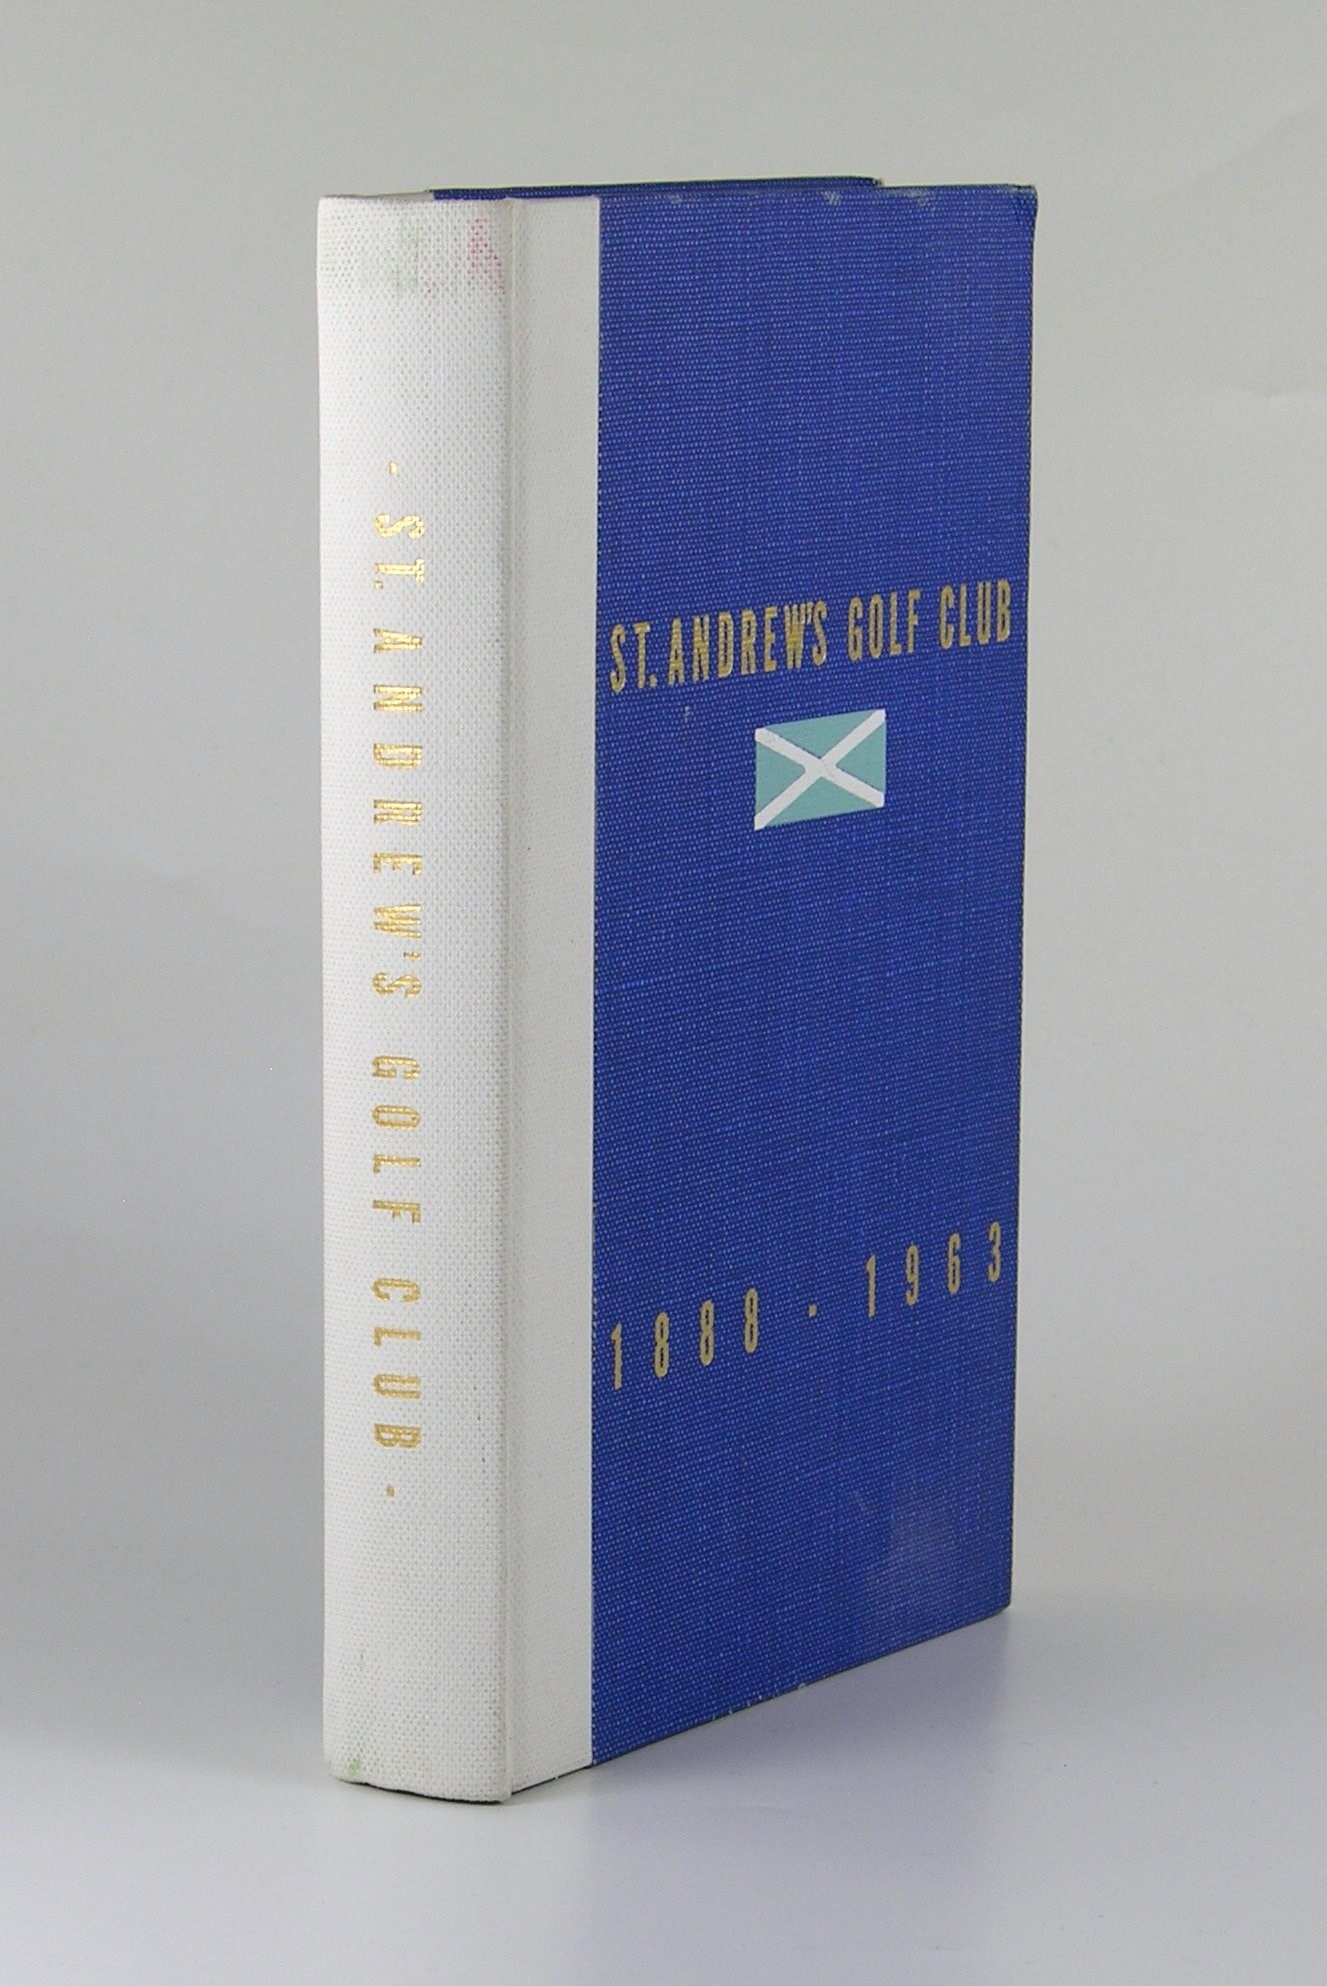 - ST. ANDREW'S GOLF CLUB -
ST. ANDREW'S GOLF CLUB
1888 - 1963